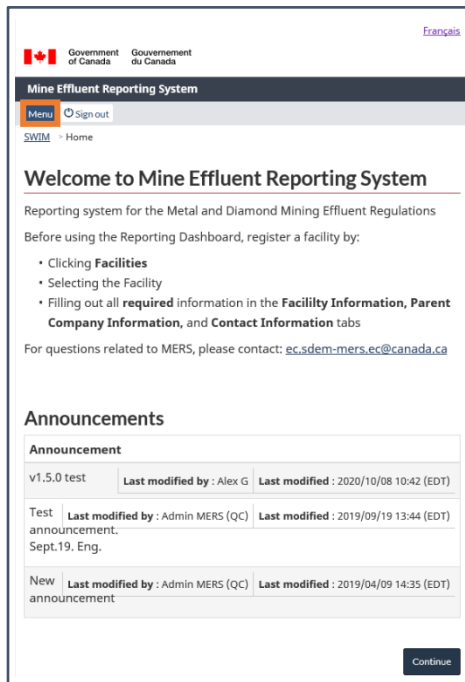 Français
Government Gouvernement
of Canada du Canada
Mine Effluent Reporting System
Menu Sign out
SWIM > Home
Welcome to Mine Effluent Reporting System
Reporting system for the Metal and Diamond Mining Effluent Regulations
Before using the Reporting Dashboard, register a facility by:
• Clicking Facilities
• Selecting the Facility
• Filling out all required information in the Facililty Information, Parent
Company Information, and Contact Information tabs
For questions related to MERS, please contact: ec.sdem-mers.ec@canada.ca
Announcements
Announcement
v1.5.0 test Last modified by : Alex G Last modified : 2020/10/08 10:42 (EDT)
Test Last modified by : Admin MERS (QC) Last modified : 2019/09/19 13:44 (EDT)
announcement.
Sept.19. Eng.
New Last modified by : Admin MERS (QC) Last modified : 2019/04/09 14:35 (EDT)
announcement
Continue